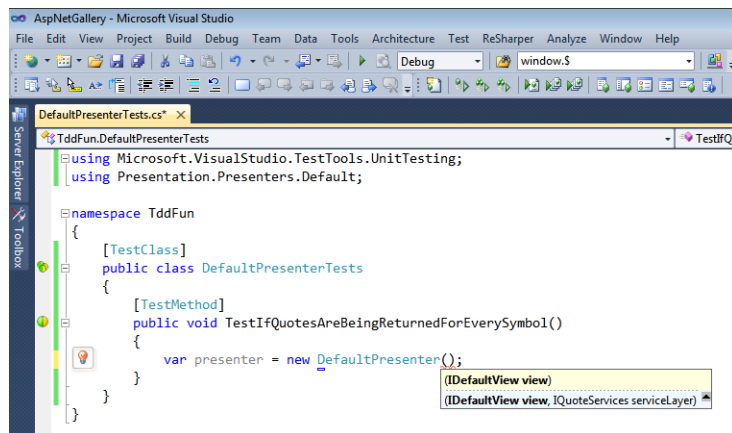 AspNetGallery - Microsoft Visual Studio
File Edit View Project Build Debug Team Data Tools Architecture Test ReSharper Analyze Window Help
Debug window.$
DefaultPresenterTests.cs* ×
TddFun.DefaultPresenterTests TestIfQ
Server Explorer
Toolbox
using Microsoft.VisualStudio.TestTools.UnitTesting;
using Presentation.Presenters.Default;
namespace TddFun
{
[TestClass]
public class DefaultPresenterTests
{
[TestMethod]
public void TestIfQuotesAreBeingReturnedForEverySymbol()
{
var presenter = new DefaultPresenter();
}
(IDefaultView view)
}
(IDefaultView view, IQuoteServices serviceLayer)
}